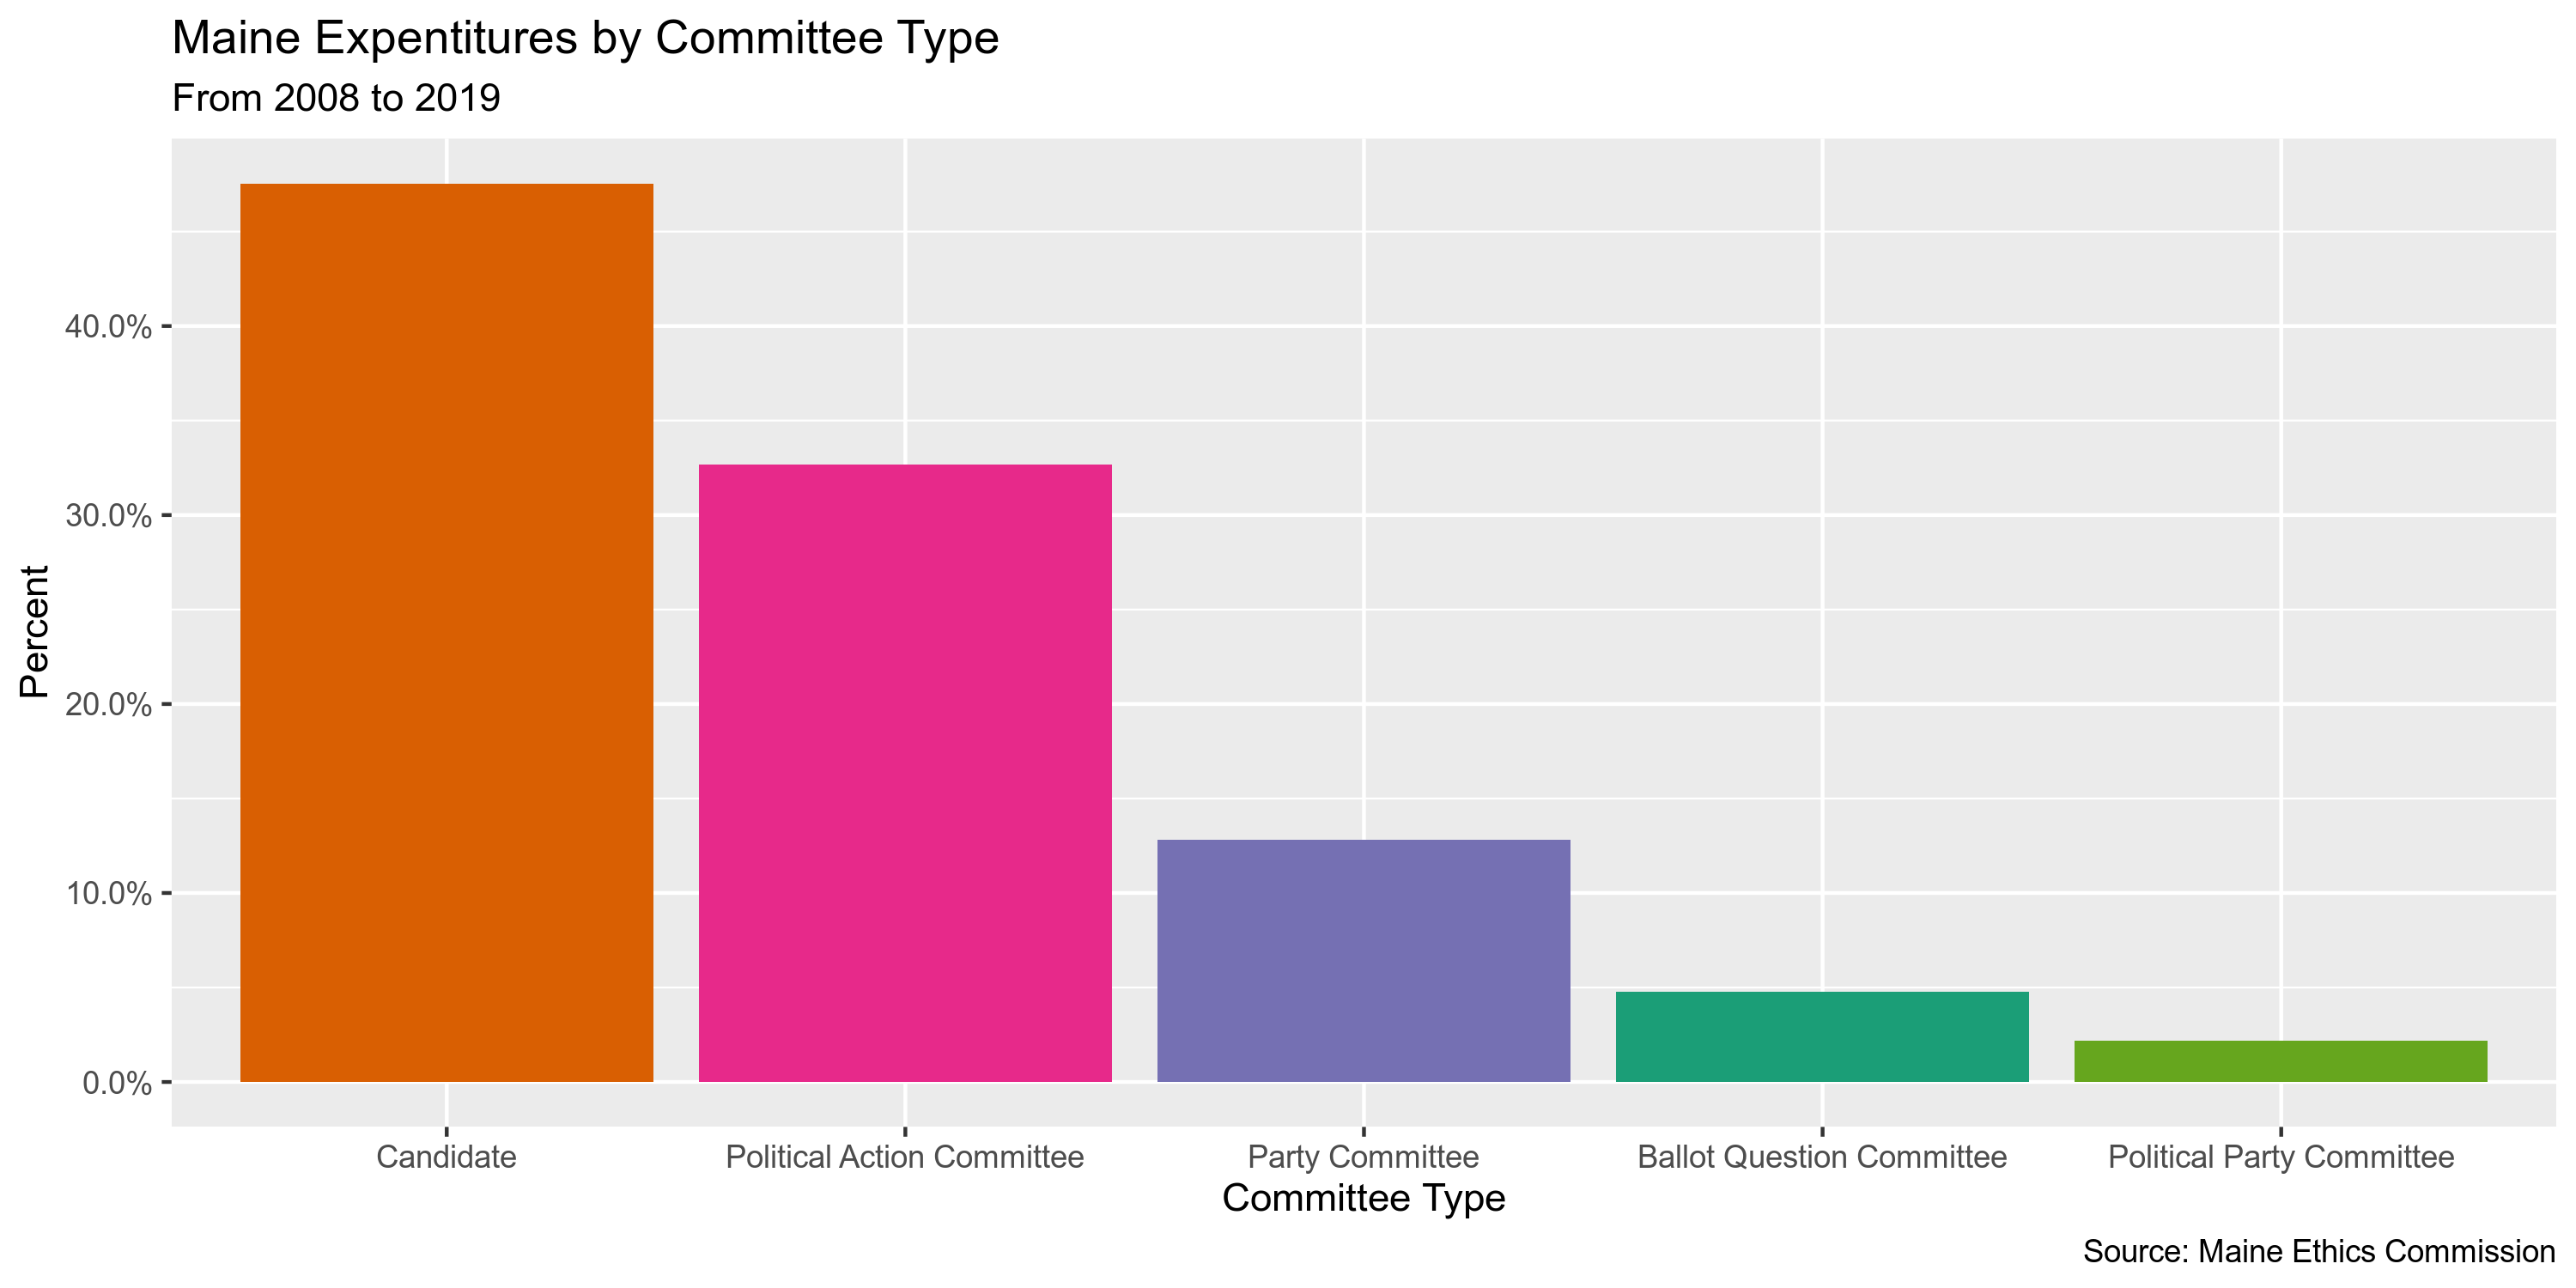 Maine Expentitures by Committee Type
From 2008 to 2019
Percent
40.0%
30.0%
20.0%
10.0%
0.0%
Candidate
Political Action Committee
Party Committee
Ballot Question Committee
Political Party Committee
Committee Type
Source: Maine Ethics Commission